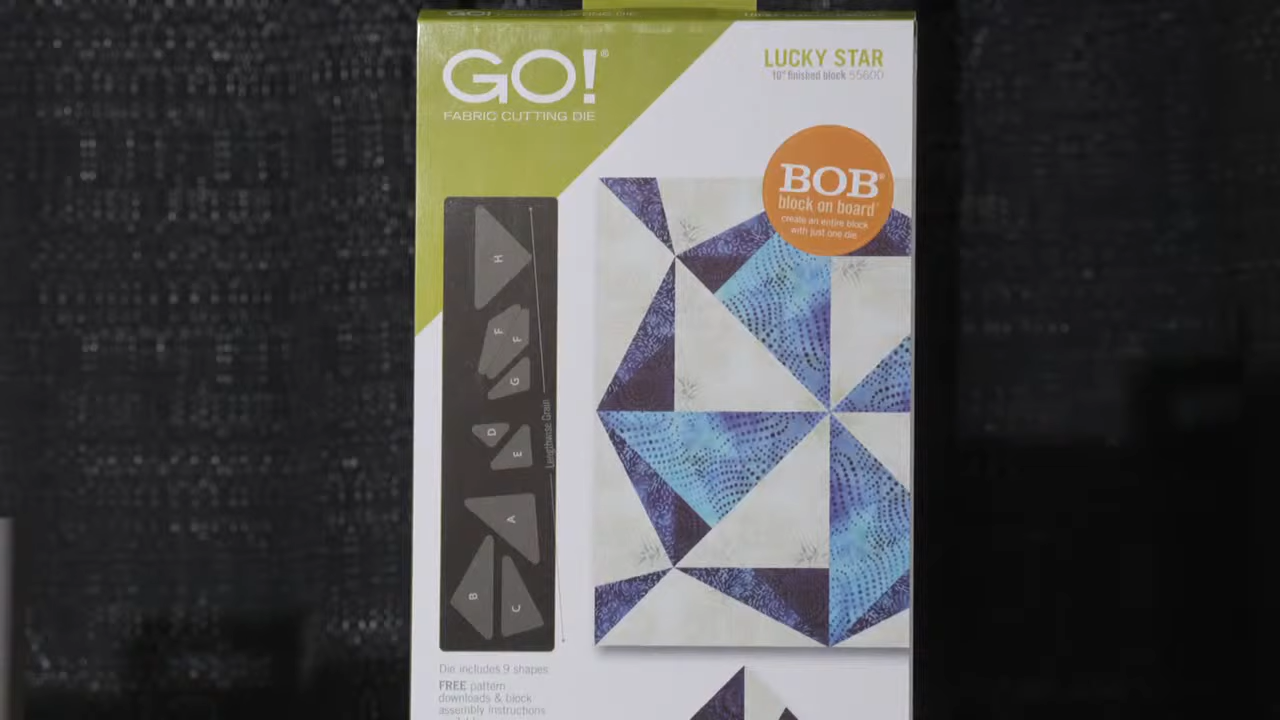 GO!®
FABRIC CUTTING DIE
LUCKY STAR
10" finished block 55600
BOB®
block on board
create an entire block
with just one die
H
F
F
G
D
E
Lengthwise Grain
A
B
C
Die includes 9 shapes
FREE pattern
downloads & block
assembly instructions